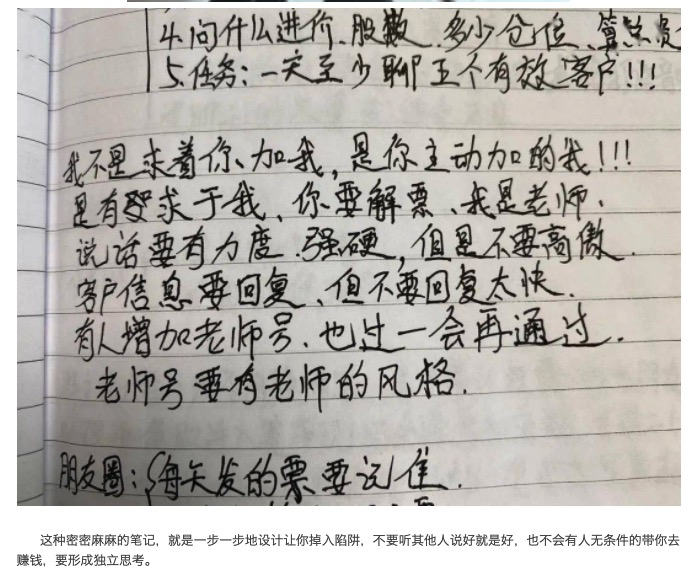 4.问什么进价、股数、多少仓位、算总资
5.任务:一天至少聊五个有效客户!!!
我不是求着你、加我,是你主动加的我!!!
是有要求于我、你要解票、我是老师.
说话要有力度.强硬,但是不要高傲.
客户信息要回复、但不要回复太快.
有人增加老师号.也过一会再通过.
老师号要有老师的风格.
朋友圈:每天发的票要记住.
这种密密麻麻的笔记,就是一步一步地设计让你掉入陷阱,不要听其他人说好就是好,也不会有人无条件的带你去
赚钱,要形成独立思考。